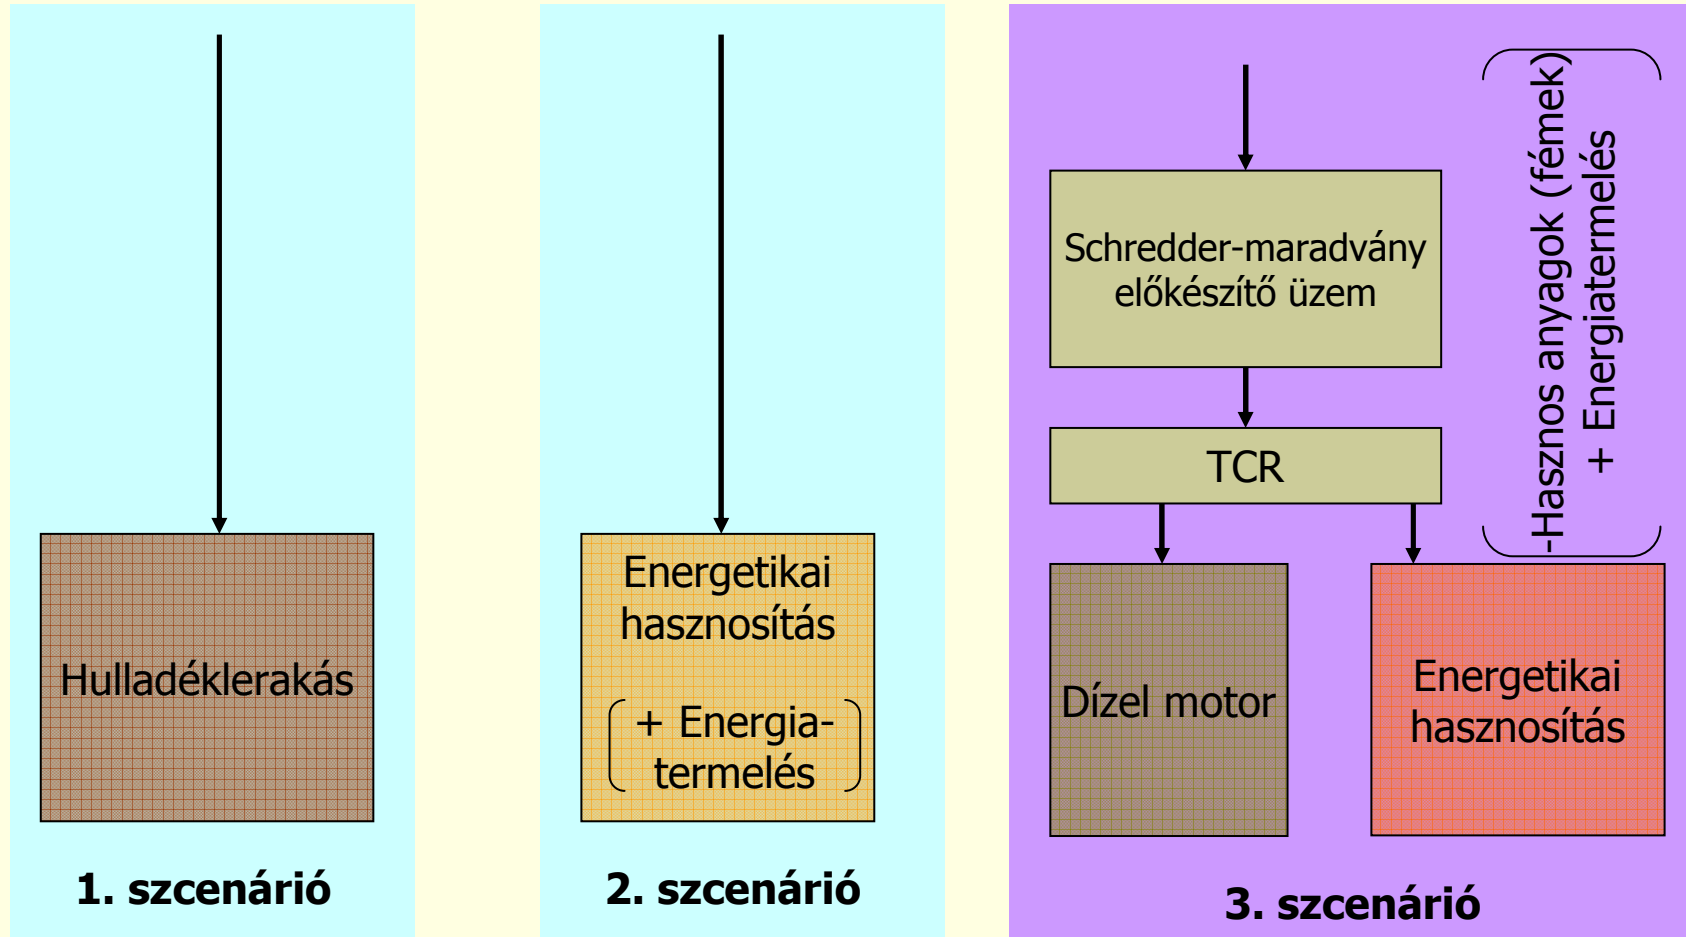 Hulladéklerakás
1. szcenárió
Energetikai
hasznosítás
+ Energia-
termelés
2. szcenárió
Schredder-maradvány
előkészítő üzem
TCR
Dízel motor
Energetikai
hasznosítás
-Hasznos anyagok (fémek)
+ Energiatermelés
3. szcenárió